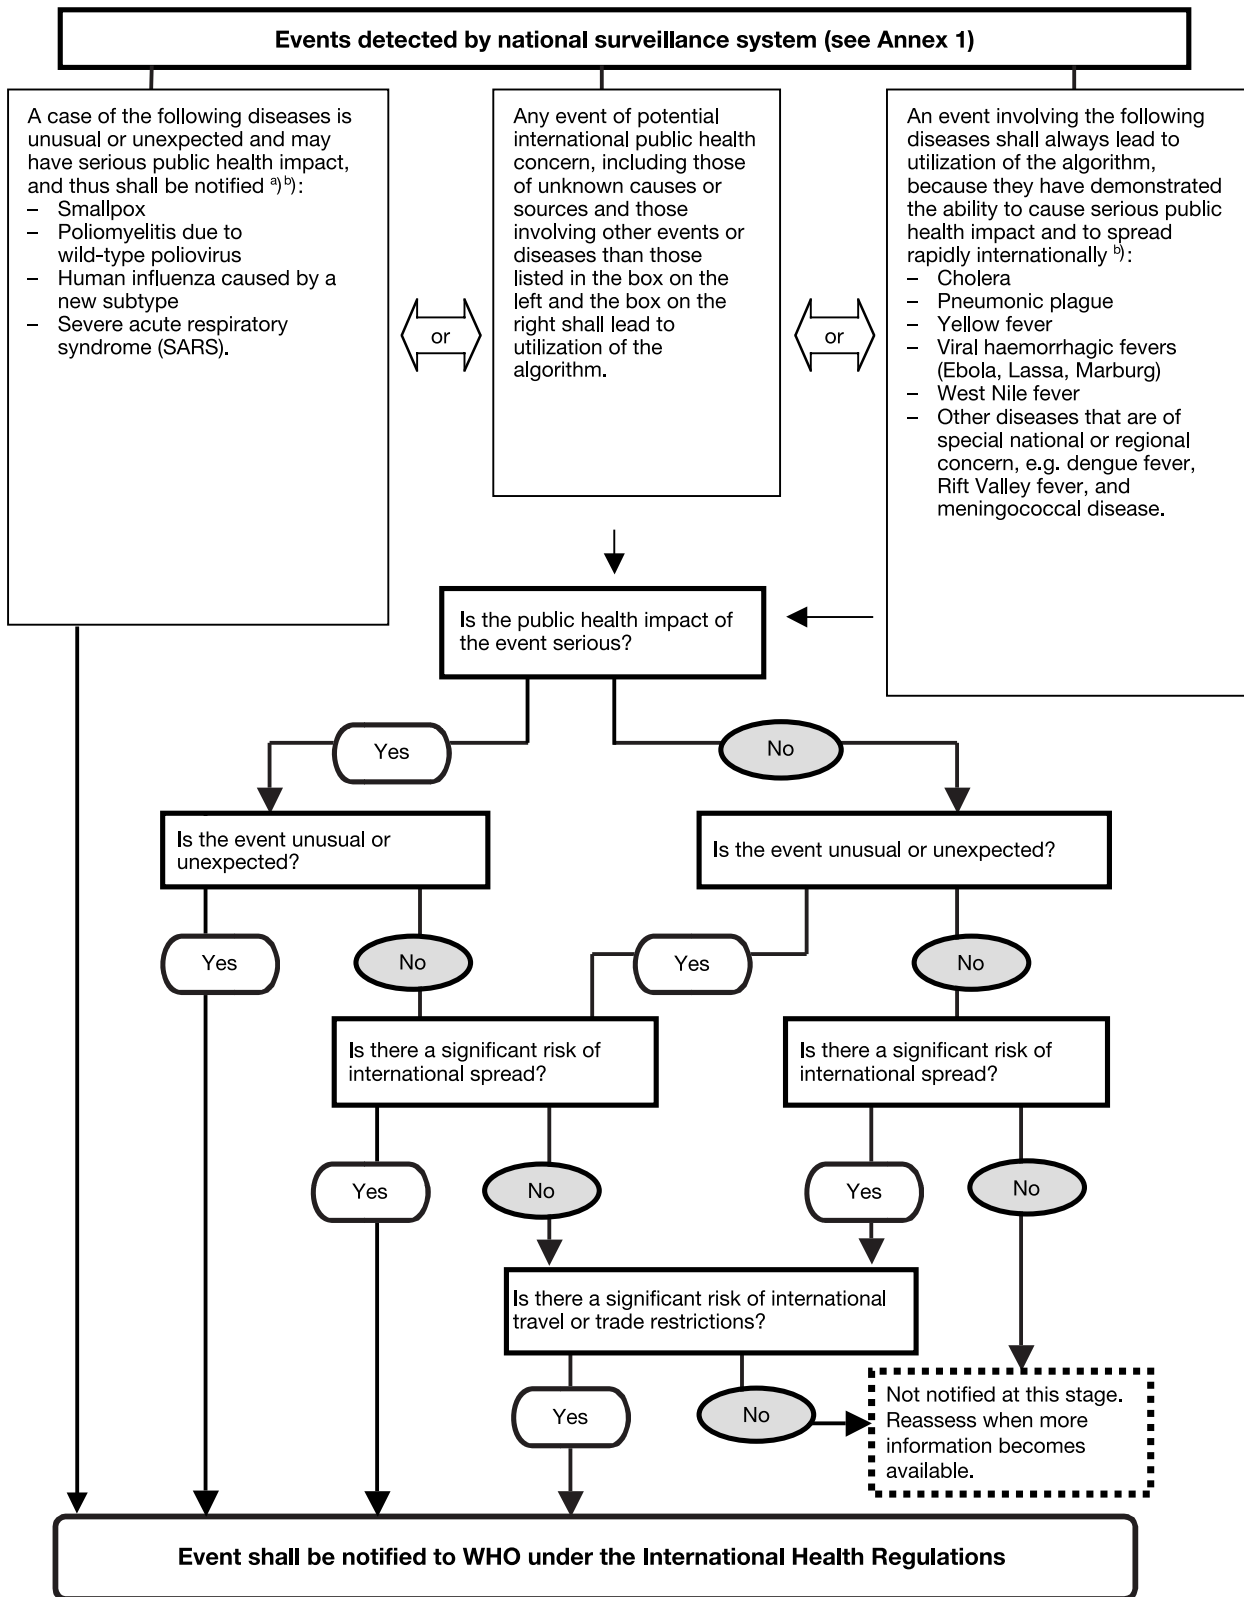 Events detected by national surveillance system (see Annex 1)
A case of the following diseases is
unusual or unexpected and may
have serious public health impact,
and thus shall be notified a)b):
– Smallpox
– Poliomyelitis due to
wild-type poliovirus
– Human influenza caused by a
new subtype
– Severe acute respiratory
syndrome (SARS).
or
Any event of potential
international public health
concern, including those
of unknown causes or
sources and those
involving other events or
diseases than those
listed in the box on the
left and the box on the
right shall lead to
utilization of the
algorithm.
or
An event involving the following
diseases shall always lead to
utilization of the algorithm,
because they have demonstrated
the ability to cause serious public
health impact and to spread
rapidly internationally b):
– Cholera
– Pneumonic plague
– Yellow fever
– Viral haemorrhagic fevers
(Ebola, Lassa, Marburg)
– West Nile fever
– Other diseases that are of
special national or regional
concern, e.g. dengue fever,
Rift Valley fever, and
meningococcal disease.
Is the public health impact of
the event serious?
Yes
No
Is the event unusual or
unexpected?
Is the event unusual or unexpected?
Yes
No
Yes
No
Is there a significant risk of
international spread?
Is there a significant risk of
international spread?
Yes
No
Yes
No
Is there a significant risk of international
travel or trade restrictions?
Yes
No
Not notified at this stage.
Reassess when more
information becomes
available.
Event shall be notified to WHO under the International Health Regulations